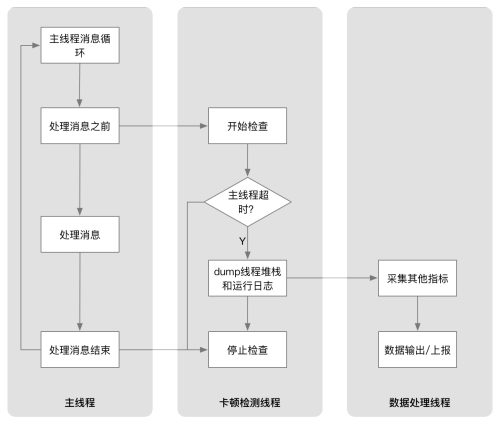 主线程消息循
环
处理消息之前
开始检查
主线程超
时?
处理消息
Y
dump线程堆栈
和运行日志
采集其他指标
处理消息结束
停止检查
数据输出/上报
主线程
卡顿检测线程
数据处理线程